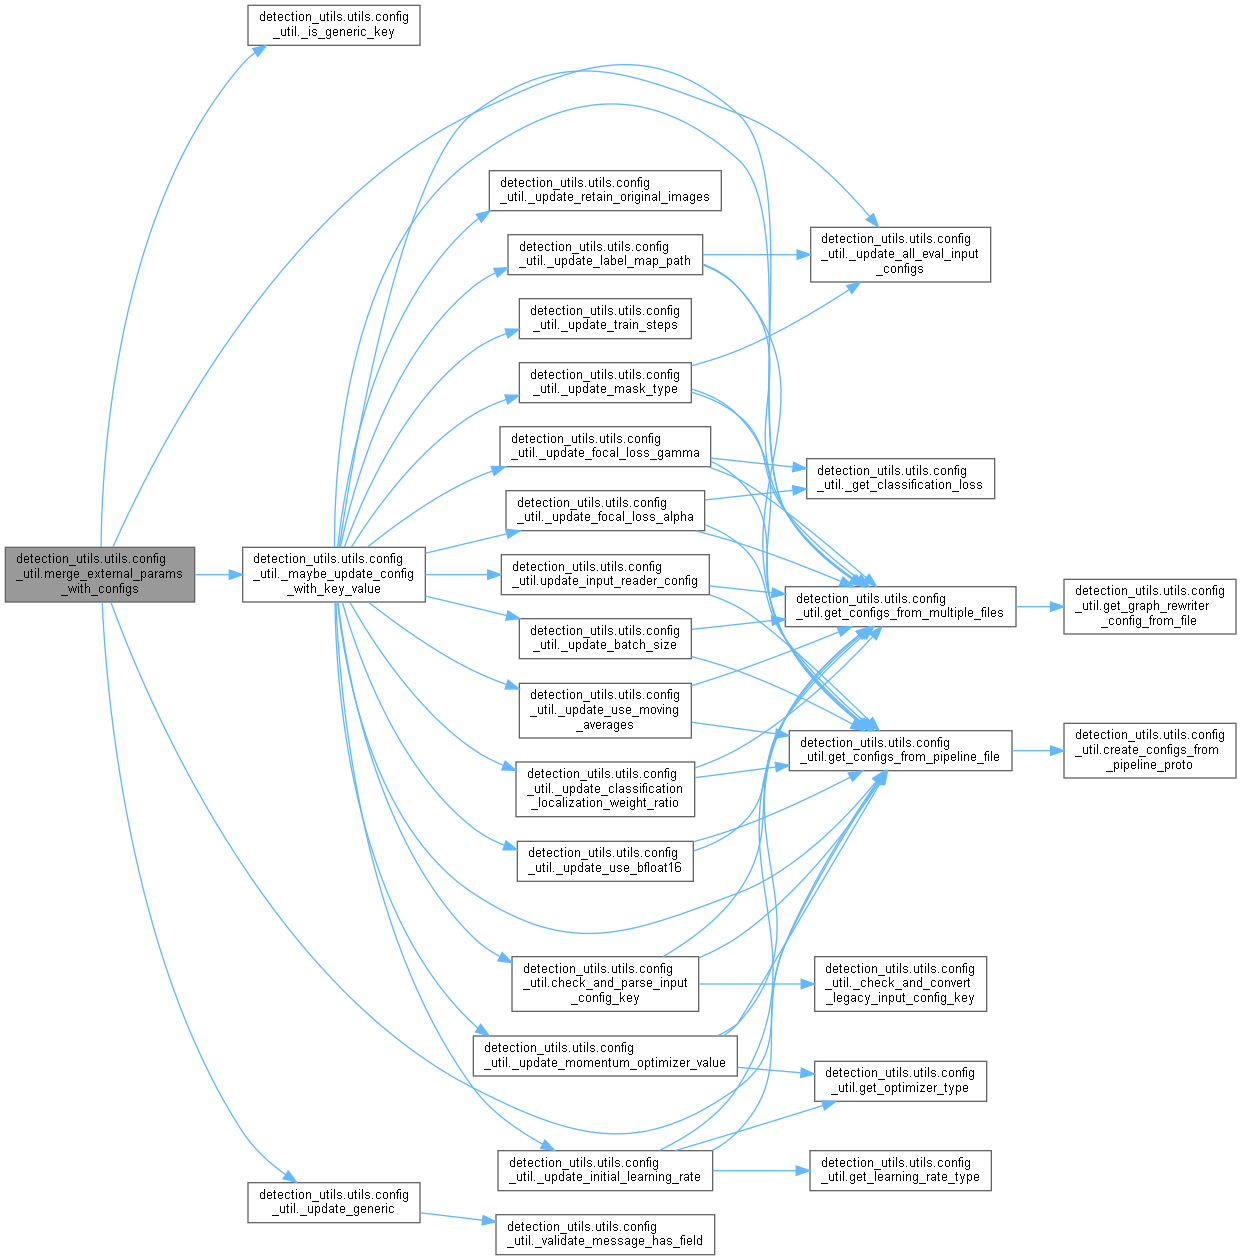 detection_utils.utils.config
_util._is_generic_key
detection_utils.utils.config
_util._update_retain_original_images
detection_utils.utils.config
_util._update_label_map_path
detection_utils.utils.config
_util._update_all_eval_input
_configs
detection_utils.utils.config
_util._update_train_steps
detection_utils.utils.config
_util._update_mask_type
detection_utils.utils.config
_util._update_focal_loss_gamma
detection_utils.utils.config
_util._get_classification_loss
detection_utils.utils.config
_util._update_focal_loss_alpha
detection_utils.utils.config
_util.merge_external_params
_with_configs
detection_utils.utils.config
_util._maybe_update_config
_with_key_value
detection_utils.utils.config
_util.update_input_reader_config
detection_utils.utils.config
_util.get_configs_from_multiple_files
detection_utils.utils.config
_util.get_graph_rewriter
_config_from_file
detection_utils.utils.config
_util._update_batch_size
detection_utils.utils.config
_util._update_use_moving
_averages
detection_utils.utils.config
_util.get_configs_from_pipeline_file
detection_utils.utils.config
_util.create_configs_from
_pipeline_proto
detection_utils.utils.config
_util._update_classification
_localization_weight_ratio
detection_utils.utils.config
_util._update_use_bfloat16
detection_utils.utils.config
_util.check_and_parse_input
_config_key
detection_utils.utils.config
_util._check_and_convert
_legacy_input_config_key
detection_utils.utils.config
_util._update_momentum_optimizer_value
detection_utils.utils.config
_util.get_optimizer_type
detection_utils.utils.config
_util._update_initial_learning_rate
detection_utils.utils.config
_util.get_learning_rate_type
detection_utils.utils.config
_util._update_generic
detection_utils.utils.config
_util._validate_message_has_field